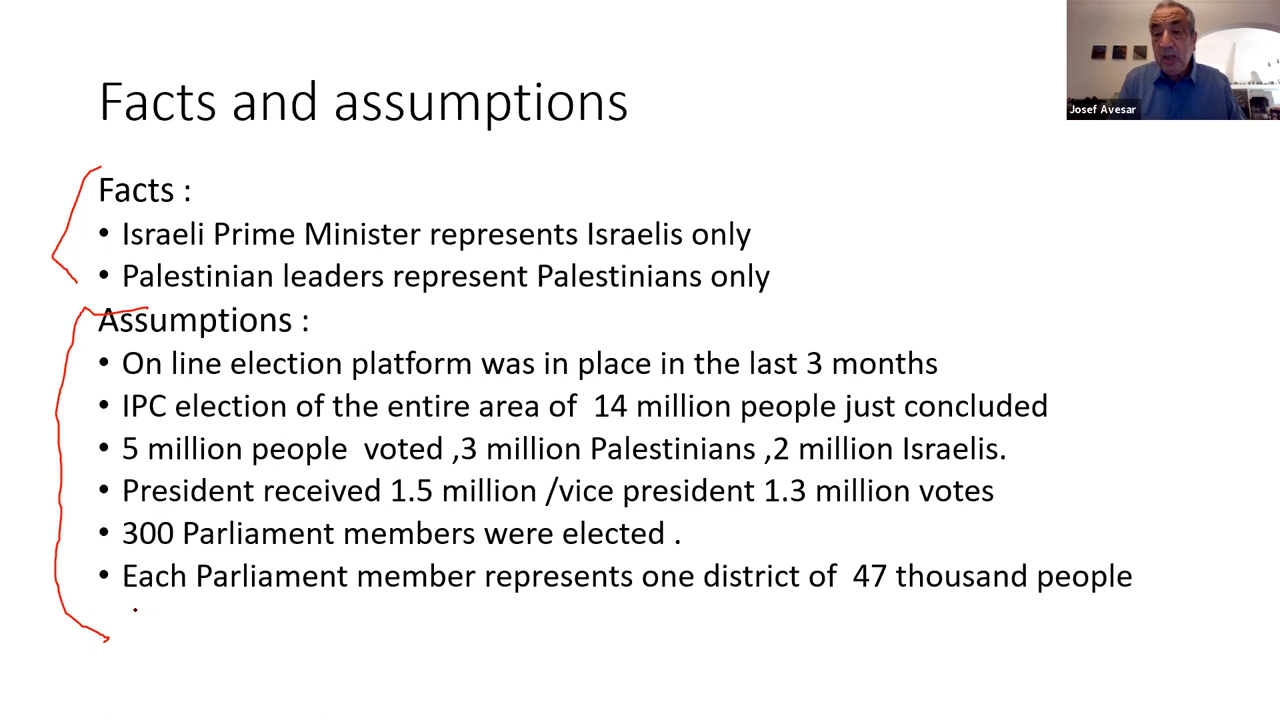 Josef Avesar
Facts and assumptions
Facts :
• Israeli Prime Minister represents Israelis only
• Palestinian leaders represent Palestinians only
Assumptions :
• On line election platform was in place in the last 3 months
• IPC election of the entire area of  14 million people just concluded
• 5 million people  voted ,3 million Palestinians ,2 million Israelis.
• President received 1.5 million /vice president 1.3 million votes
• 300 Parliament members were elected .
• Each Parliament member represents one district of  47 thousand people